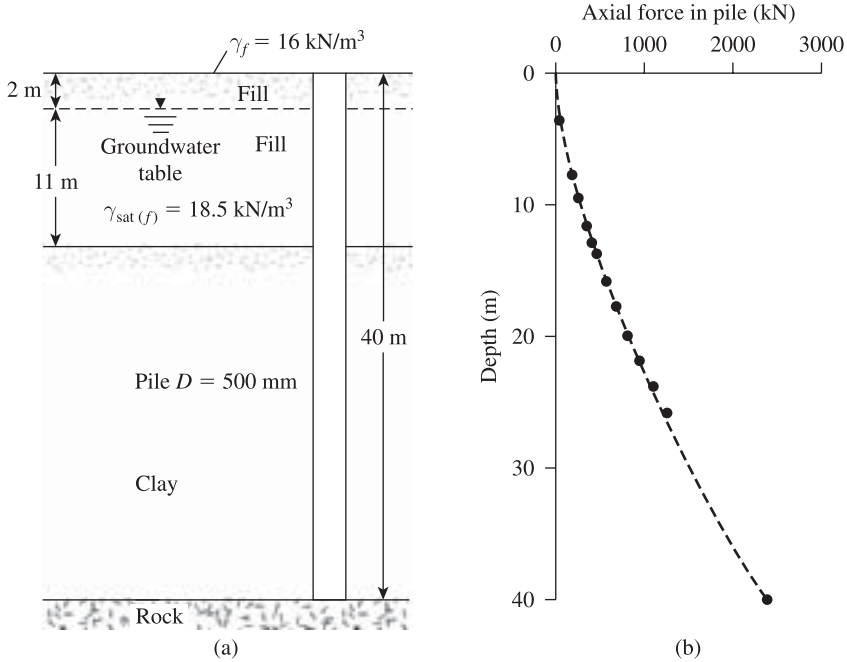 γf = 16 kN/m³
2 m
Fill
Groundwater
table
Fill
11 m
γsat (f) = 18.5 kN/m³
40 m
Pile D = 500 mm
Clay
Rock
(a)
Axial force in pile (kN)
0 1000 2000 3000
0
10
20
30
40
Depth (m)
(b)